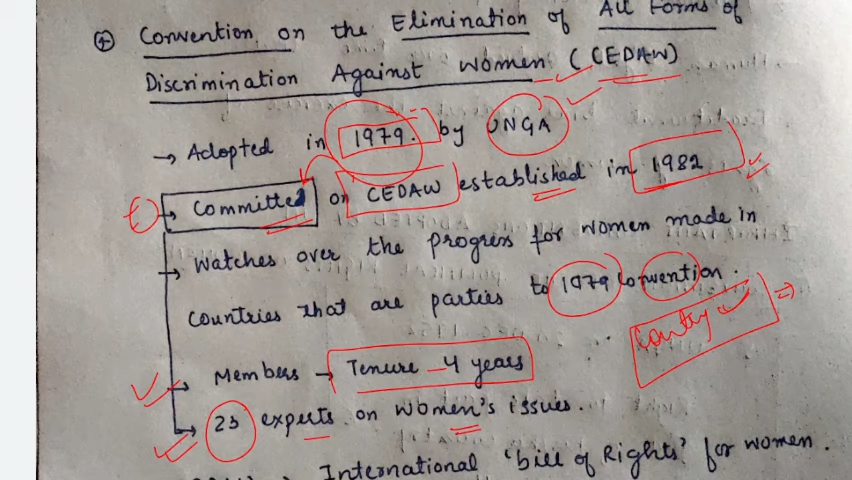 ④ Convention on the Elimination of All Forms of
Discrimination Against Women (CEDAW)
→ Adopted in 1979. by UNGA
→ Committee on CEDAW established in 1982
→ Watches over the progress for women made in
countries that are parties to 1979 Convention.
Country
→ Members → Tenure - 4 years
→ 23 experts on women's issues.
International 'bill of Rights' for women.